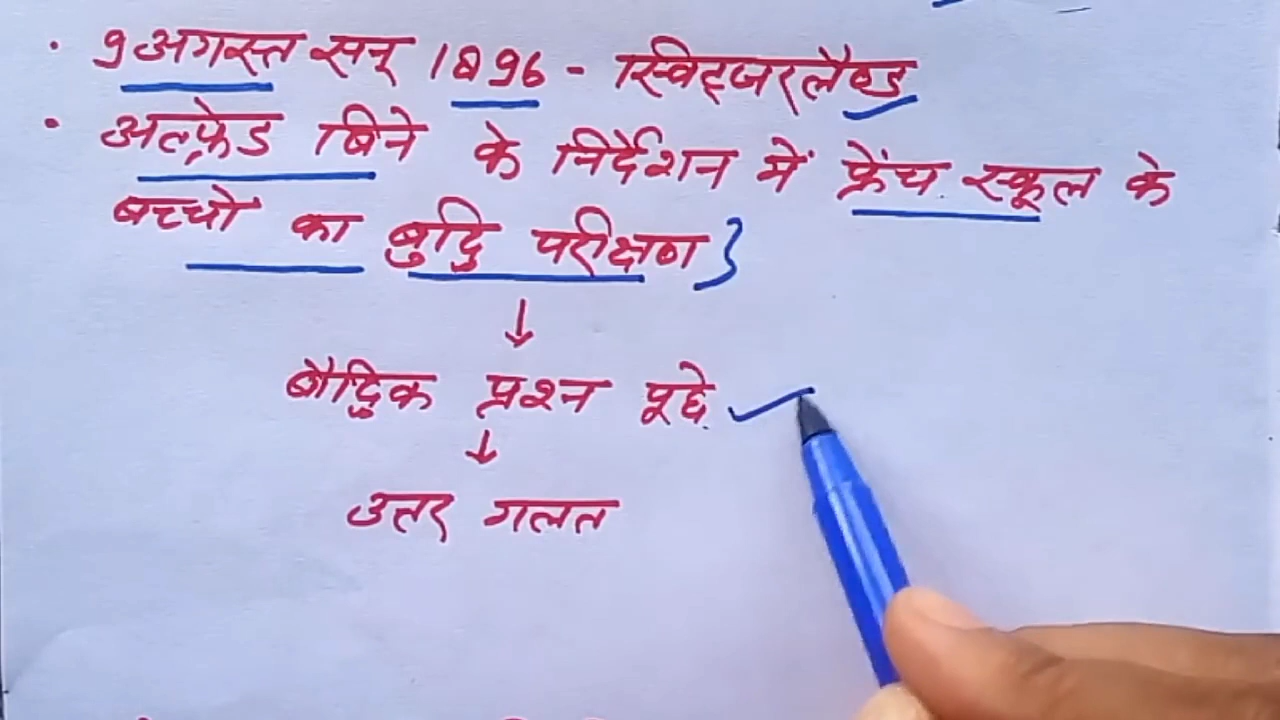 • 9 अगस्त सन् 1896 - स्विट्जरलैण्ड
• अल्फ्रेड बिने के निर्देशन में फ्रेंच स्कूल के
बच्चो का बुद्धि परीक्षण }
↓
बौद्धिक प्रश्न पूछे ✓
↓
उत्तर गलत